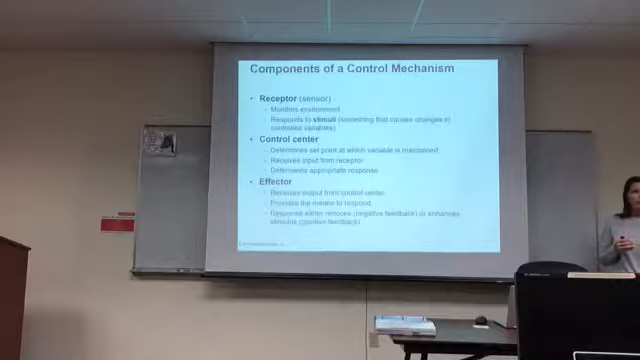 Components of a Control Mechanism
• Receptor (sensor)
- Monitors environment
- Responds to stimuli (something that causes changes in
controlled variables)
• Control center
- Determines set point at which variable is maintained
- Receives input from receptor
- Determines appropriate response
• Effector
- Receives output from control center
- Provides the means to respond
- Response either reduces (negative feedback) or enhances
stimulus (positive feedback)